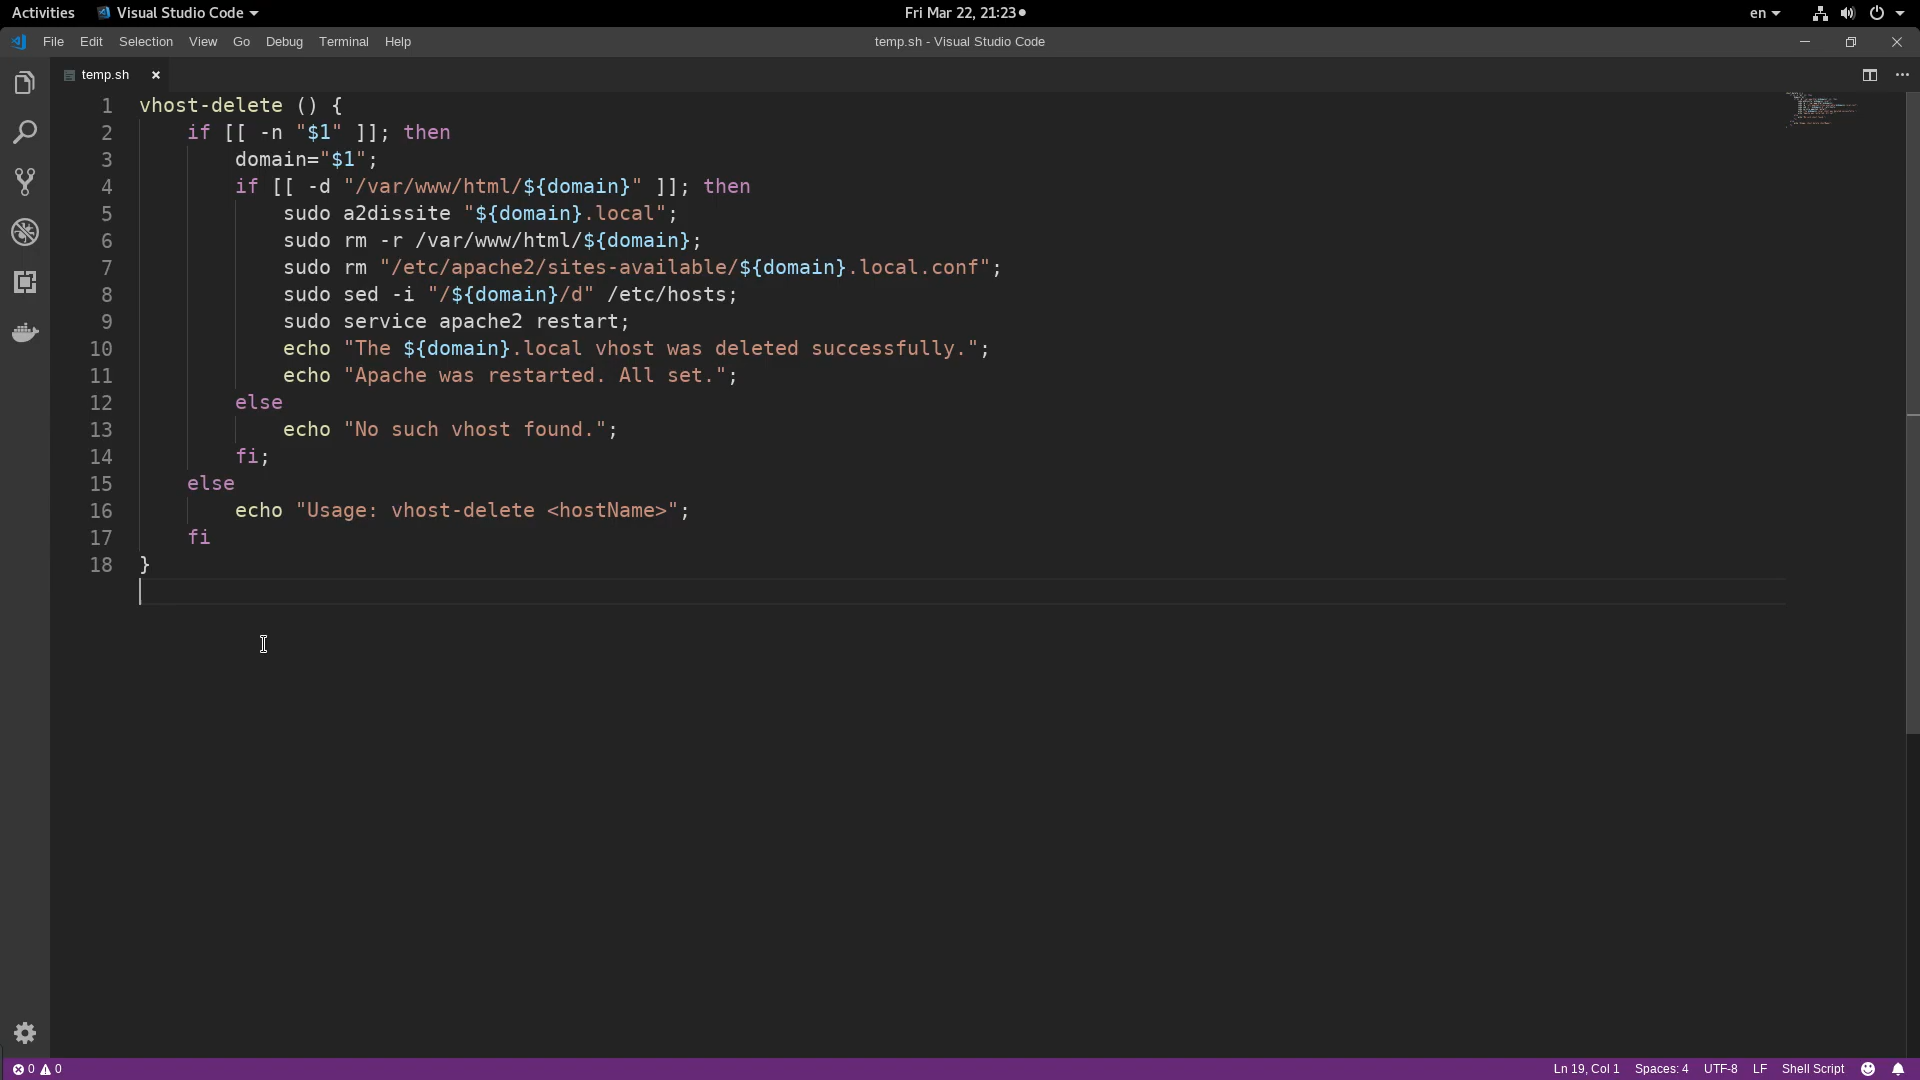 Activities Visual Studio Code Fri Mar 22, 21:23 en
File Edit Selection View Go Debug Terminal Help temp.sh - Visual Studio Code
temp.sh
1 vhost-delete () {
2     if [[ -n "$1" ]]; then
3         domain="$1";
4         if [[ -d "/var/www/html/${domain}" ]]; then
5             sudo a2dissite "${domain}.local";
6             sudo rm -r /var/www/html/${domain};
7             sudo rm "/etc/apache2/sites-available/${domain}.local.conf";
8             sudo sed -i "/${domain}/d" /etc/hosts;
9             sudo service apache2 restart;
10             echo "The ${domain}.local vhost was deleted successfully.";
11             echo "Apache was restarted. All set.";
12         else
13             echo "No such vhost found.";
14         fi;
15     else
16         echo "Usage: vhost-delete <hostName>";
17     fi
18 }
0 0 Ln 19, Col 1 Spaces: 4 UTF-8 LF Shell Script